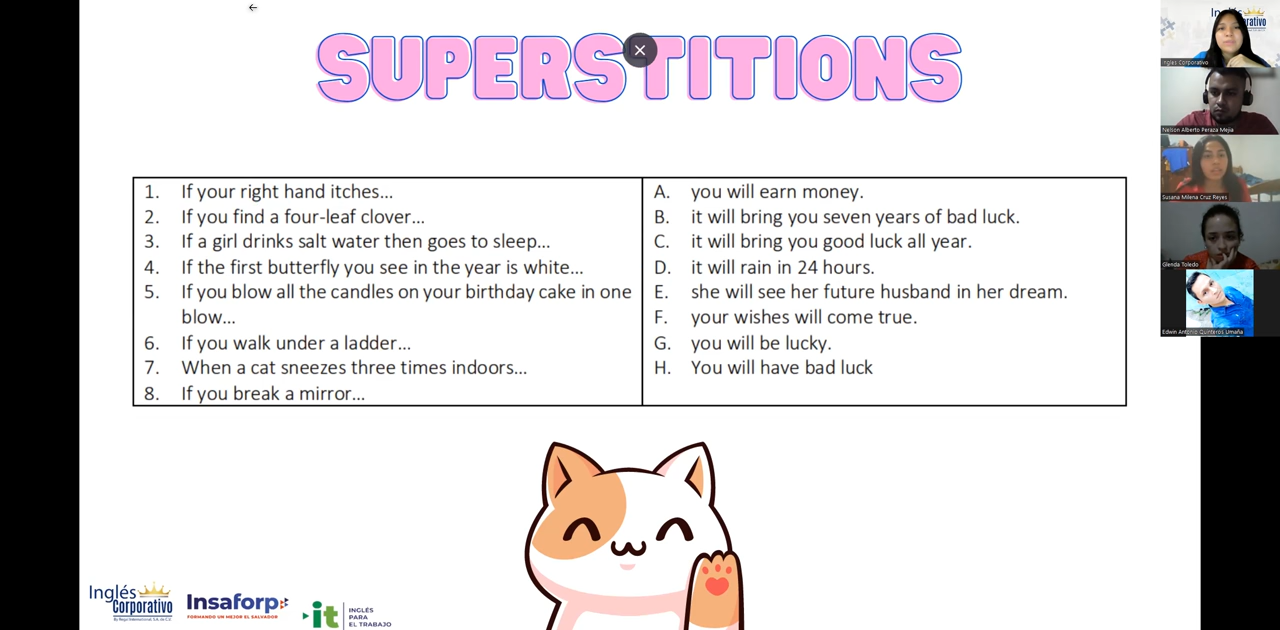 SUPERSTITIONS
1. If your right hand itches...
2. If you find a four-leaf clover...
3. If a girl drinks salt water then goes to sleep...
4. If the first butterfly you see in the year is white...
5. If you blow all the candles on your birthday cake in one
blow...
6. If you walk under a ladder...
7. When a cat sneezes three times indoors...
8. If you break a mirror...
A. you will earn money.
B. it will bring you seven years of bad luck.
C. it will bring you good luck all year.
D. it will rain in 24 hours.
E. she will see her future husband in her dream.
F. your wishes will come true.
G. you will be lucky.
H. You will have bad luck
Inglés Corporativo
Nelson Alberto Peraza Mejia
Susana Milena Cruz Reyes
Glenda Toledo
Edwin Antonio Quinteros Umaña
Inglés
Corporativo
Insaforp
FORMANDO UN MEJOR EL SALVADOR
it
INGLÉS
PARA
EL TRABAJO